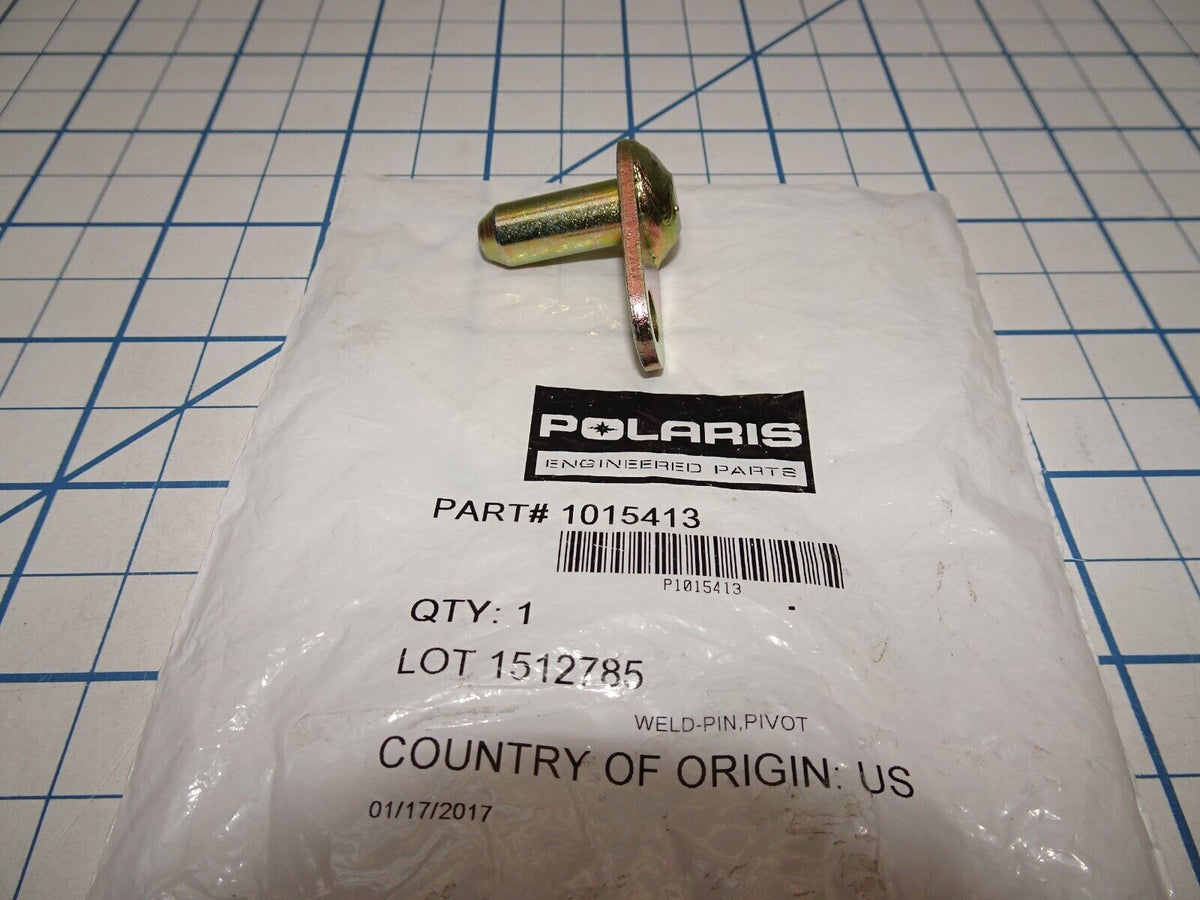 POLARIS
ENGINEERED PARTS
PART# 1015413
P1015413
QTY: 1
LOT 1512785
WELD-PIN,PIVOT
COUNTRY OF ORIGIN: US
01/17/2017